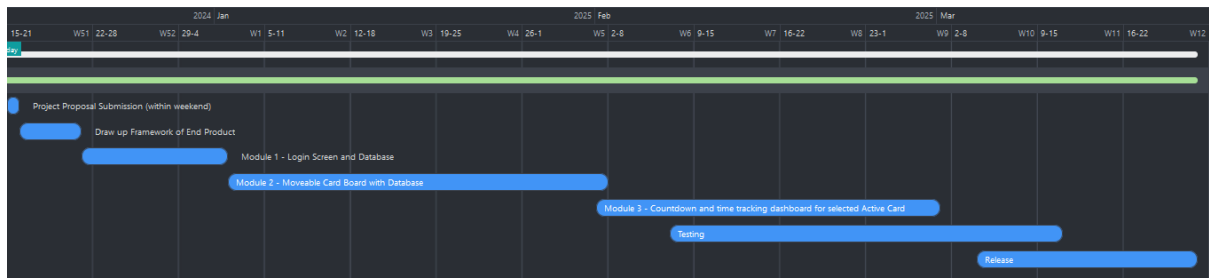 2024 Jan 2025 Feb 2025 Mar
15-21 W51 22-28 W52 29-4 W1 5-11 W2 12-18 W3 19-25 W4 26-1 W5 2-8 W6 9-15 W7 16-22 W8 23-1 W9 2-8 W10 9-15 W11 16-22 W12
day
Project Proposal Submission (within weekend)
Draw up Framework of End Product
Module 1 - Login Screen and Database
Module 2 - Moveable Card Board with Database
Module 3 - Countdown and time tracking dashboard for selected Active Card
Testing
Release